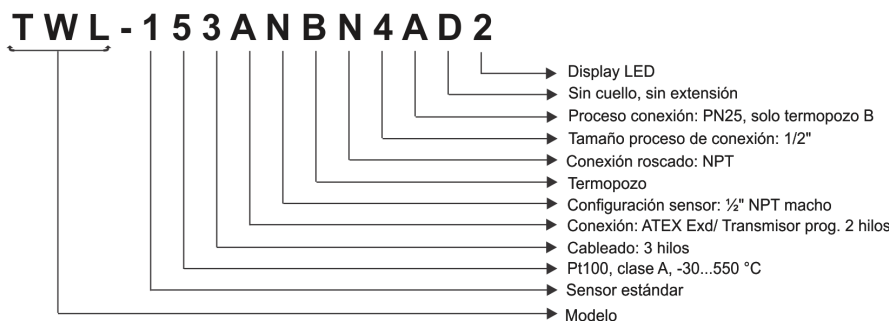 TWL-153ANBN4AD2
Display LED
Sin cuello, sin extensión
Proceso conexión: PN25, solo termopozo B
Tamaño proceso de conexión: 1/2"
Conexión roscado: NPT
Termopozo
Configuración sensor: ½" NPT macho
Conexión: ATEX Exd/ Transmisor prog. 2 hilos
Cableado: 3 hilos
Pt100, clase A, -30...550 °C
Sensor estándar
Modelo